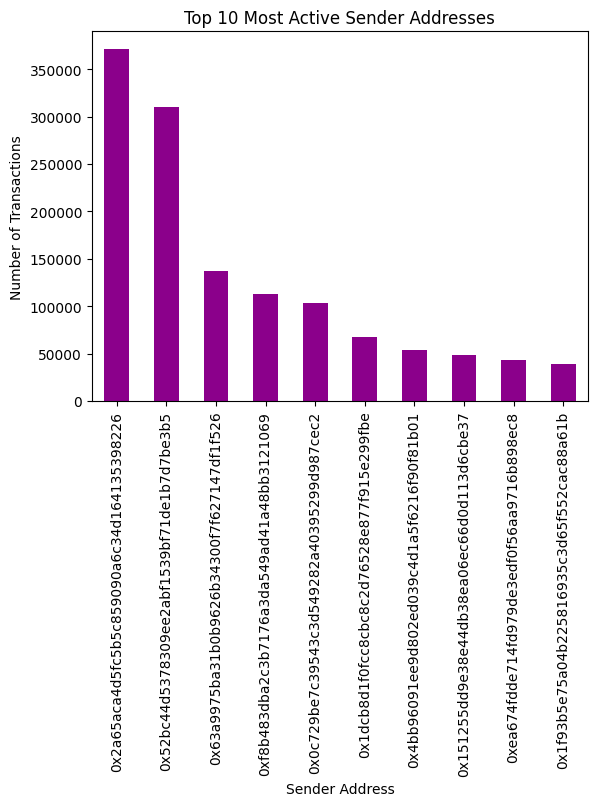 Top 10 Most Active Sender Addresses
Number of Transactions
350000
300000
250000
200000
150000
100000
50000
0
0x2a65aca4d5fc5b5c859090a6c34d164135398226
0x52bc44d5378309ee2abf1539bf71de1b7d7be3b5
0x63a9975ba31b0b9626b34300f7f627147df1f526
0xf8b483dba2c3b7176a3da549ad41a48bb3121069
0x0c729be7c39543c3d549282a40395299d987cec2
0x1dcb8d1f0fcc8cbc8c2d76528e877f915e299fbe
0x4bb96091ee9d802ed039c4d1a5f6216f90f81b01
0x151255dd9e38e44db38ea06ec66d0d113d6cbe37
0xea674fdde714fd979de3edf0f56aa9716b898ec8
0x1f93b5e75a04b225816935c3d65f552cac88a61b
Sender Address